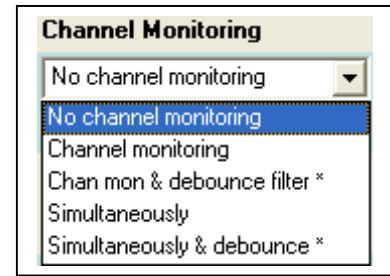 Channel Monitoring
No channel monitoring
No channel monitoring
Channel monitoring
Chan mon & debounce filter *
Simultaneously
Simultaneously & debounce *